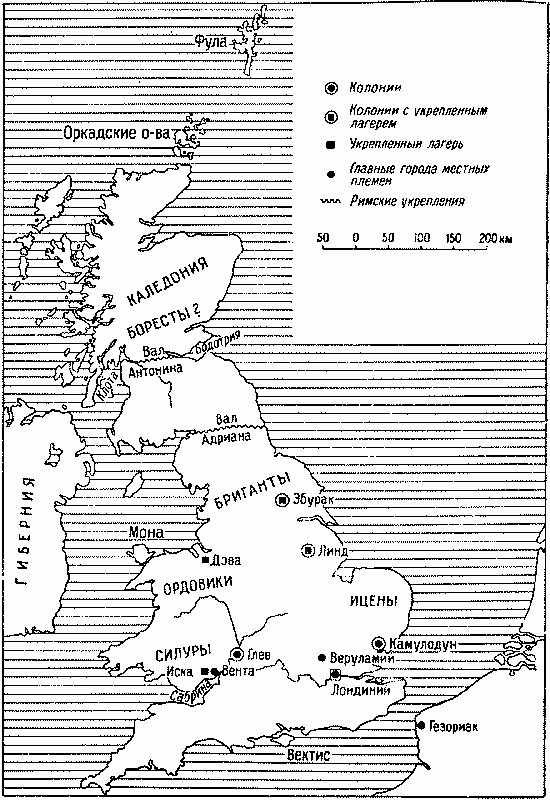 Фула
Оркадские о-ва
Колонии
Колонии с укрепленным
лагерем
Укрепленный лагерь
Главные города местных
племен
Римские укрепления
50 0 50 100 150 200 км
КАЛЕДОНИЯ
БОРЕСТЫ?
Бодотрия
Вал
Антонина
Клота
Вал
Адриана
БРИГАНТЫ
Эбурак
ГИБЕРНИЯ
Мона
Дэва
Линд
ОРДОВИКИ
ИЦЕНЫ
СИЛУРЫ
Глев
Камулодун
Веруламий
Иска
Вента
Сабрина
Лондиний
Гезориак
Вектис